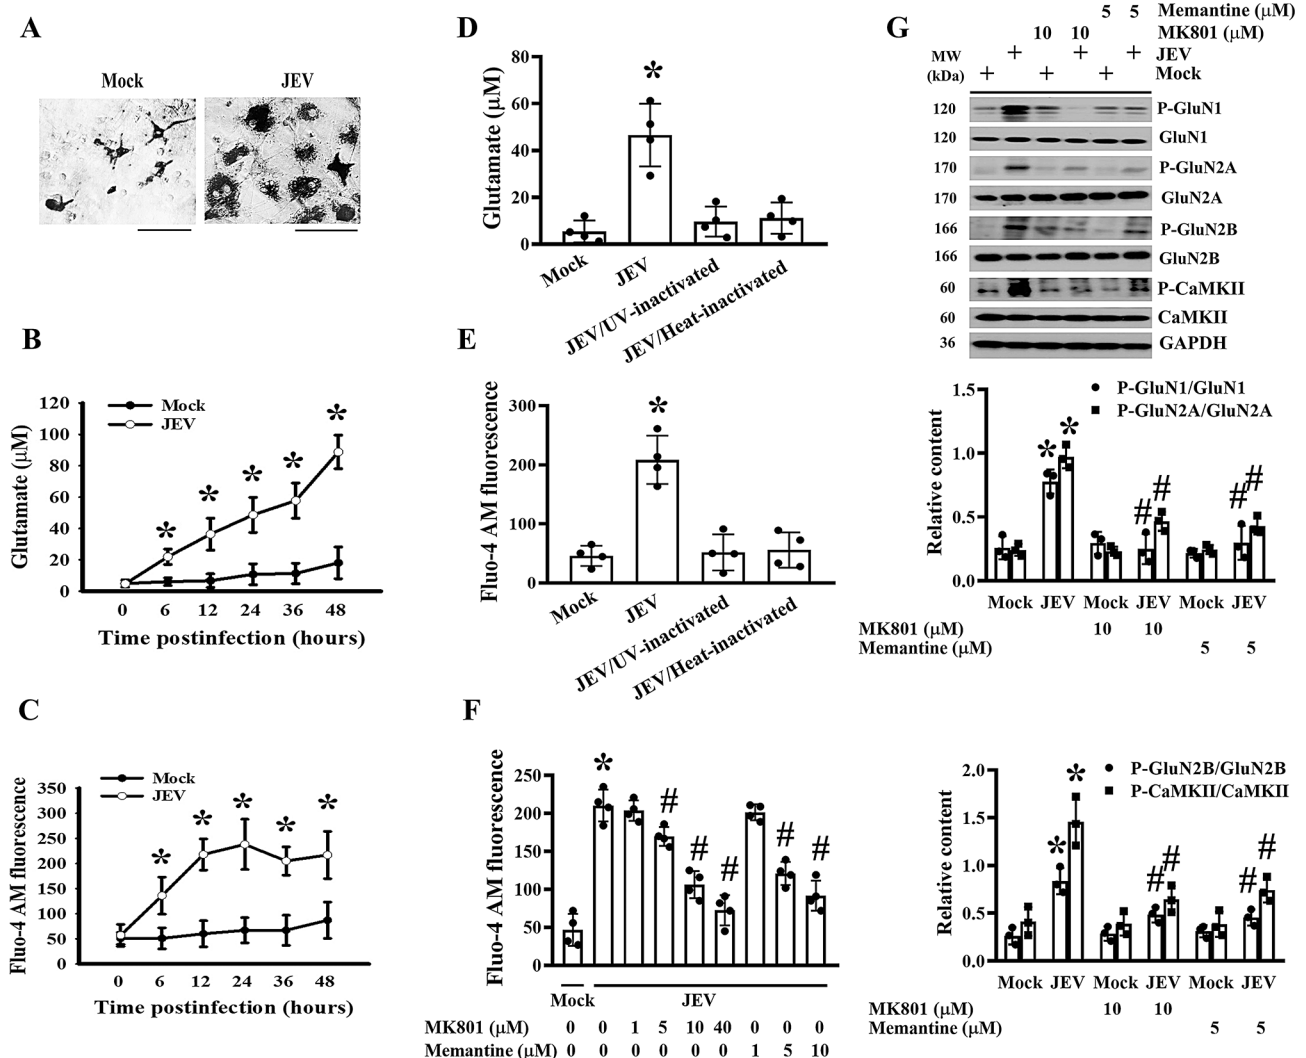 A
Mock
JEV
B
Glutamate (µM)
Mock
JEV
120
100
80
60
40
20
0
*
*
*
*
*
0 6 12 24 36 48
Time postinfection (hours)
C
Fluo-4 AM fluorescence
Mock
JEV
350
300
250
200
150
100
50
0
*
*
*
*
*
0 6 12 24 36 48
Time postinfection (hours)
D
Glutamate (µM)
80
60
40
20
0
*
Mock
JEV
JEV/UV-inactivated
JEV/Heat-inactivated
E
Fluo-4 AM fluorescence
300
200
100
0
*
Mock
JEV
JEV/UV-inactivated
JEV/Heat-inactivated
F
Fluo-4 AM fluorescence
250
200
150
100
50
0
*
#
#
#
#
#
Mock JEV
MK801 (µM) 0 0 1 5 10 40 0 0 0
Memantine (µM) 0 0 0 0 0 0 1 5 10
G
5 5 Memantine (µM)
10 10 MK801 (µM)
+ + + JEV
+ + + Mock
MW
(kDa)
120 P-GluN1
120 GluN1
170 P-GluN2A
170 GluN2A
166 P-GluN2B
166 GluN2B
60 P-CaMKII
60 CaMKII
36 GAPDH
Relative content
P-GluN1/GluN1
P-GluN2A/GluN2A
1.5
1.0
0.5
0.0
*
*
#
#
#
#
Mock JEV Mock JEV Mock JEV
MK801 (µM) 10 10
Memantine (µM) 5 5
Relative content
P-GluN2B/GluN2B
P-CaMKII/CaMKII
2.0
1.5
1.0
0.5
0.0
*
*
#
#
#
#
Mock JEV Mock JEV Mock JEV
MK801 (µM) 10 10
Memantine (µM) 5 5